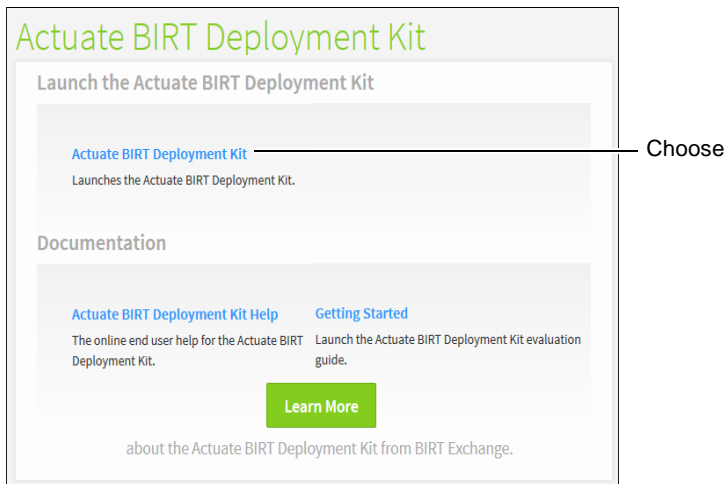 Actuate BIRT Deployment Kit
Launch the Actuate BIRT Deployment Kit
Actuate BIRT Deployment Kit
Choose
Launches the Actuate BIRT Deployment Kit.
Documentation
Actuate BIRT Deployment Kit Help
The online end user help for the Actuate BIRT
Deployment Kit.
Getting Started
Launch the Actuate BIRT Deployment Kit evaluation
guide.
Learn More
about the Actuate BIRT Deployment Kit from BIRT Exchange.